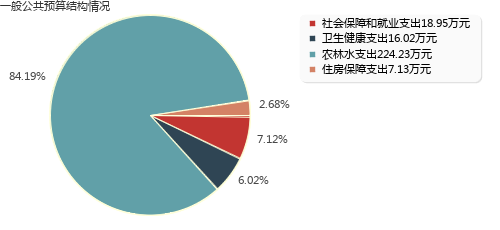 一般公共预算结构情况
社会保障和就业支出18.95万元
卫生健康支出16.02万元
农林水支出224.23万元
住房保障支出7.13万元
84.19%
2.68%
7.12%
6.02%